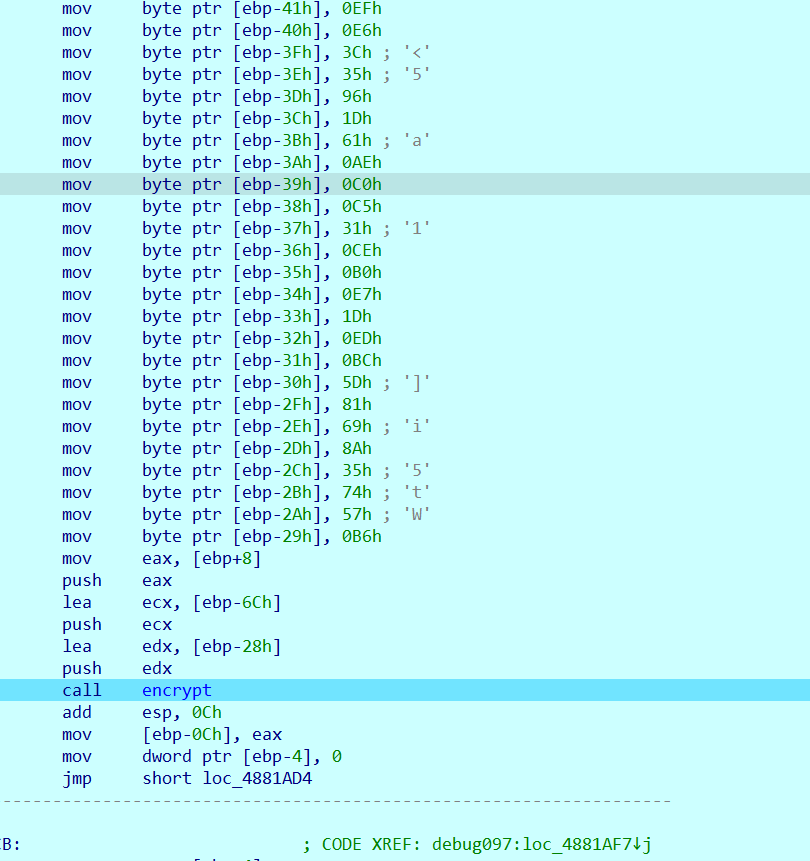 mov byte ptr [ebp-41h], 0EFh
mov byte ptr [ebp-40h], 0E6h
mov byte ptr [ebp-3Fh], 3Ch ; '<'
mov byte ptr [ebp-3Eh], 35h ; '5'
mov byte ptr [ebp-3Dh], 96h
mov byte ptr [ebp-3Ch], 1Dh
mov byte ptr [ebp-3Bh], 61h ; 'a'
mov byte ptr [ebp-3Ah], 0AEh
mov byte ptr [ebp-39h], 0C0h
mov byte ptr [ebp-38h], 0C5h
mov byte ptr [ebp-37h], 31h ; '1'
mov byte ptr [ebp-36h], 0CEh
mov byte ptr [ebp-35h], 0B0h
mov byte ptr [ebp-34h], 0E7h
mov byte ptr [ebp-33h], 1Dh
mov byte ptr [ebp-32h], 0EDh
mov byte ptr [ebp-31h], 0BCh
mov byte ptr [ebp-30h], 5Dh ; ']'
mov byte ptr [ebp-2Fh], 81h
mov byte ptr [ebp-2Eh], 69h ; 'i'
mov byte ptr [ebp-2Dh], 8Ah
mov byte ptr [ebp-2Ch], 35h ; '5'
mov byte ptr [ebp-2Bh], 74h ; 't'
mov byte ptr [ebp-2Ah], 57h ; 'W'
mov byte ptr [ebp-29h], 0B6h
mov eax, [ebp+8]
push eax
lea ecx, [ebp-6Ch]
push ecx
lea edx, [ebp-28h]
push edx
call encrypt
add esp, 0Ch
mov [ebp-0Ch], eax
mov dword ptr [ebp-4], 0
jmp short loc_4881AD4
B: ; CODE XREF: debug097:loc_4881AF7↓j